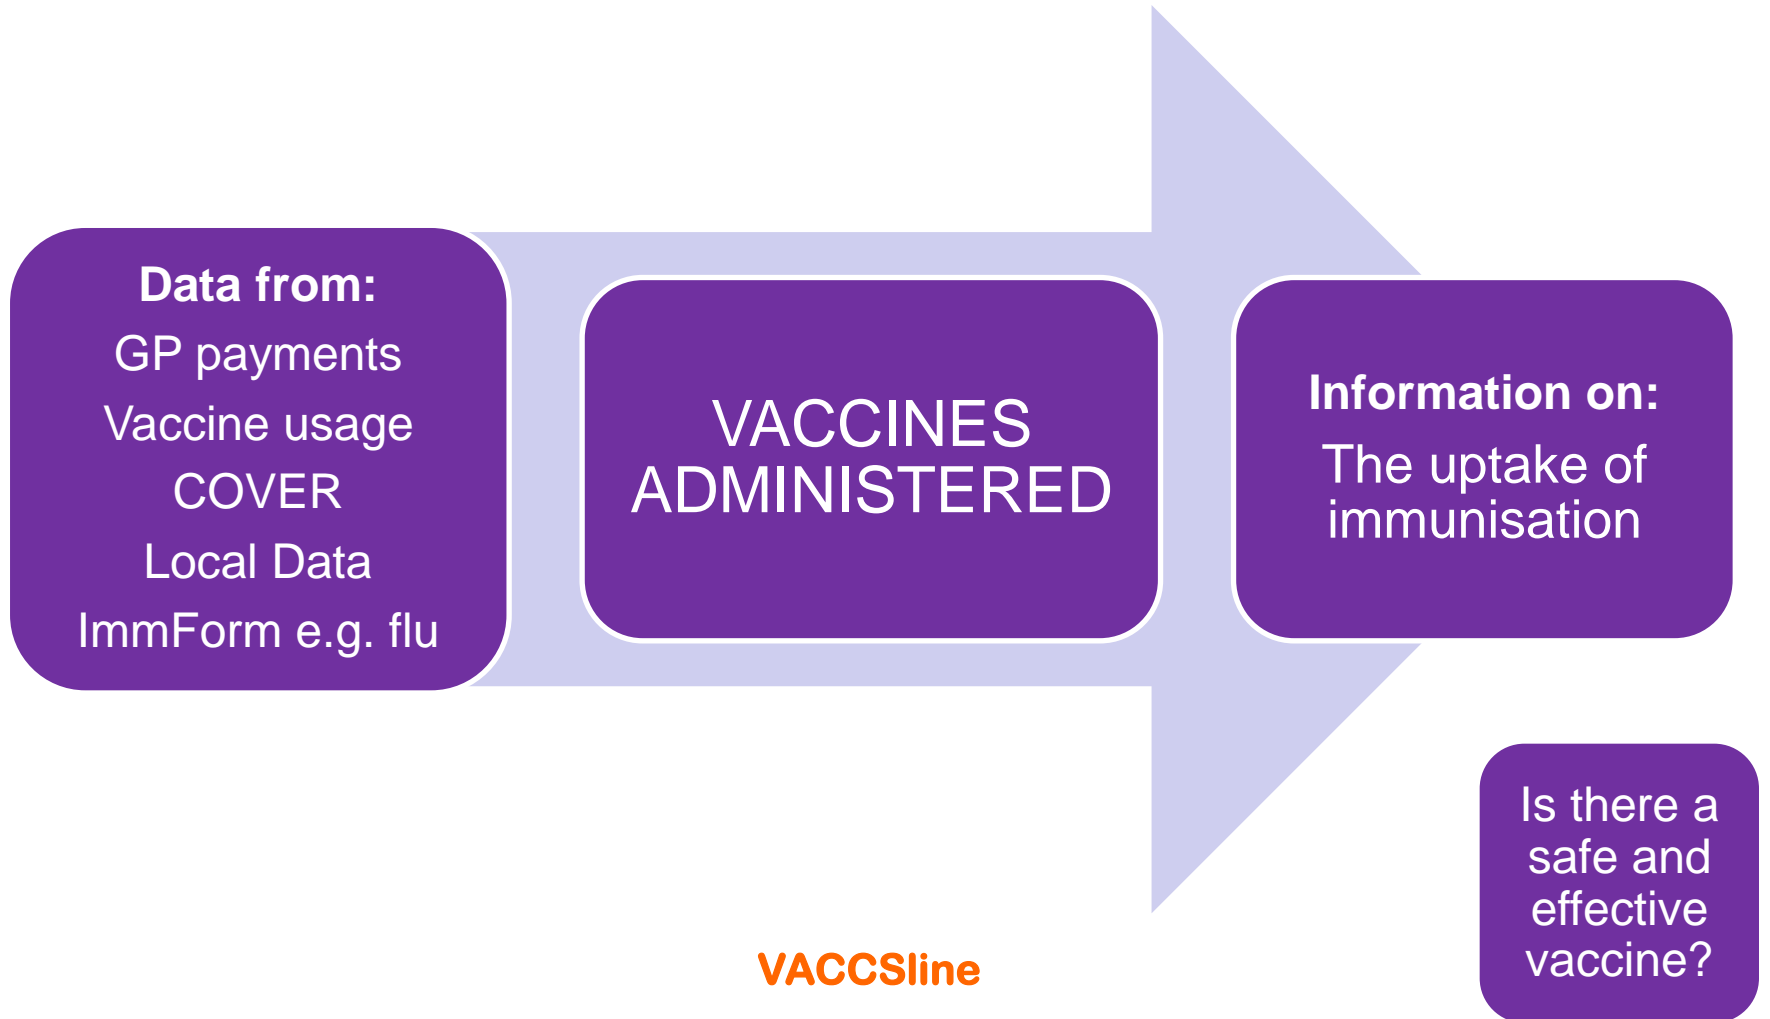 Data from:
GP payments
Vaccine usage
COVER
Local Data
ImmForm e.g. flu
VACCINES
ADMINISTERED
Information on:
The uptake of
immunisation
Is there a
safe and
effective
vaccine?
VACCSline